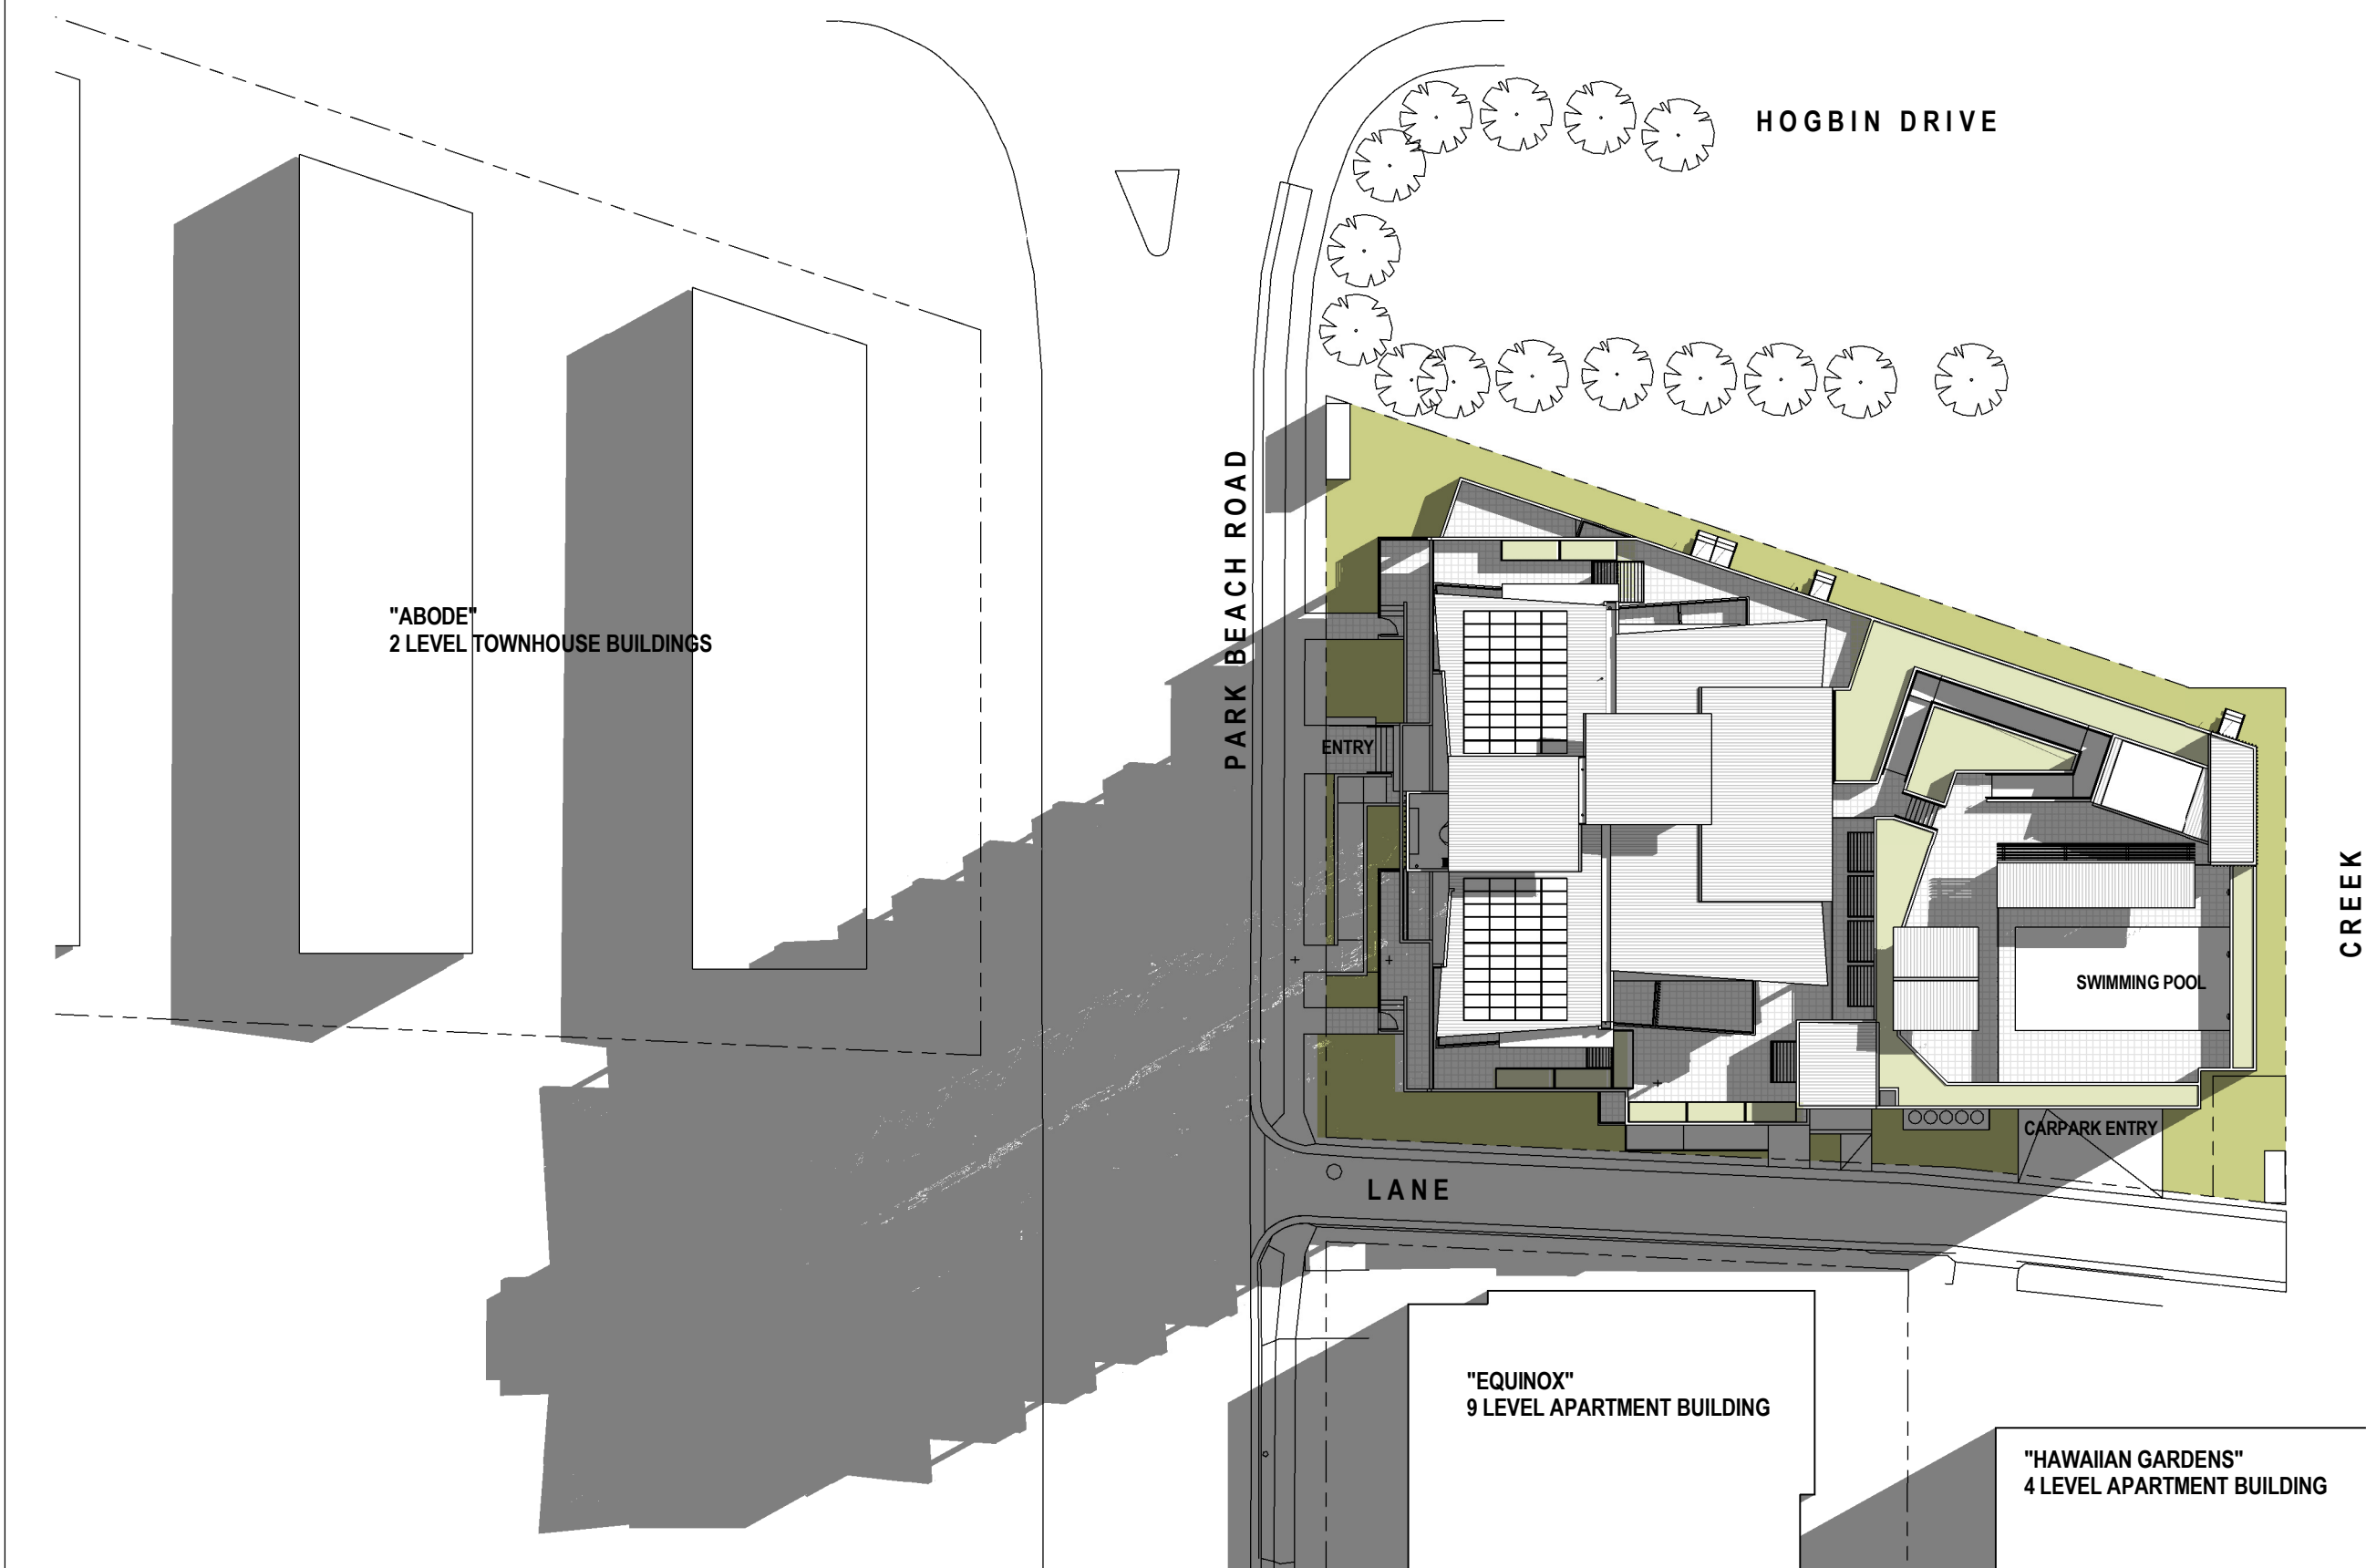 HOGBIN DRIVE
PARK BEACH ROAD
"ABODE"
2 LEVEL TOWNHOUSE BUILDINGS
ENTRY
CREEK
SWIMMING POOL
CARPARK ENTRY
LANE
"EQUINOX"
9 LEVEL APARTMENT BUILDING
"HAWAIIAN GARDENS"
4 LEVEL APARTMENT BUILDING